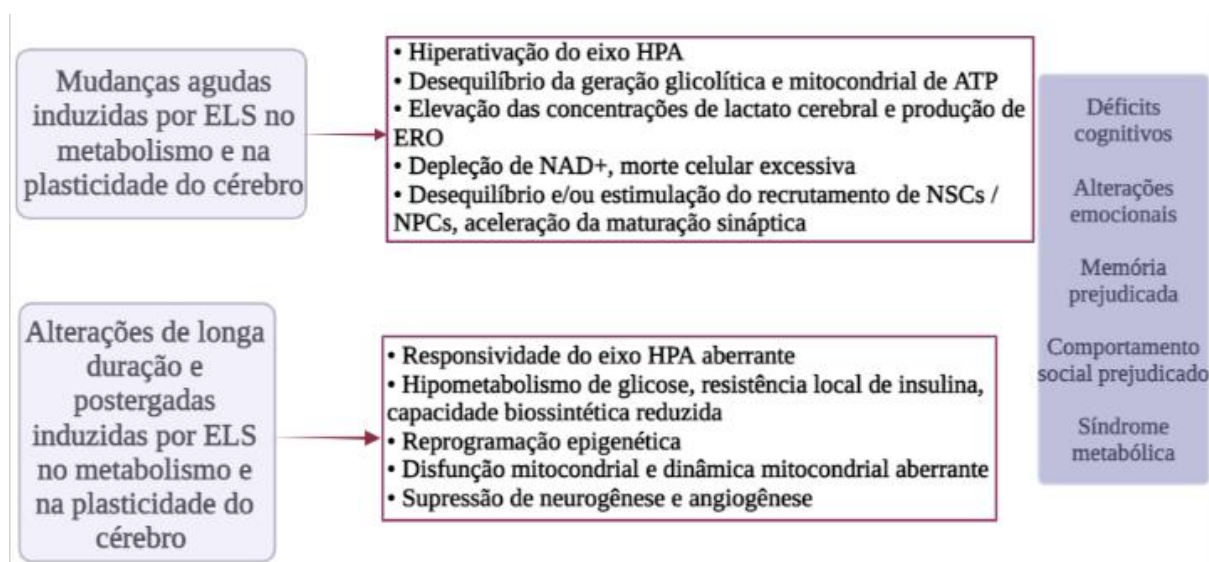 Mudanças agudas
induzidas por ELS no
metabolismo e na
plasticidade do cérebro
• Hiperativação do eixo HPA
• Desequilíbrio da geração glicolítica e mitocondrial de ATP
• Elevação das concentrações de lactato cerebral e produção de
ERO
• Depleção de NAD+, morte celular excessiva
• Desequilíbrio e/ou estimulação do recrutamento de NSCs /
NPCs, aceleração da maturação sináptica
Alterações de longa
duração e
postergadas
induzidas por ELS
no metabolismo e
na plasticidade do
cérebro
• Responsividade do eixo HPA aberrante
• Hipometabolismo de glicose, resistência local de insulina,
capacidade biossintética reduzida
• Reprogramação epigenética
• Disfunção mitocondrial e dinâmica mitocondrial aberrante
• Supressão de neurogênese e angiogênese
Déficits
cognitivos
Alterações
emocionais
Memória
prejudicada
Comportamento
social prejudicado
Síndrome
metabólica